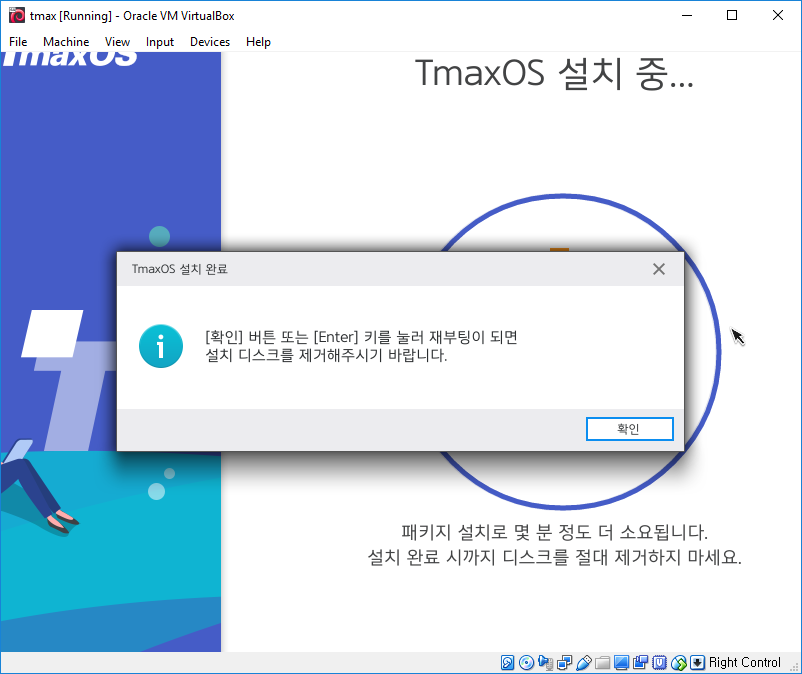 tmax [Running] - Oracle VM VirtualBox
File Machine View Input Devices Help
TmaxOS
TmaxOS 설치 중...
TmaxOS 설치 완료
[확인] 버튼 또는 [Enter] 키를 눌러 재부팅이 되면
설치 디스크를 제거해주시기 바랍니다.
확인
패키지 설치로 몇 분 정도 더 소요됩니다.
설치 완료 시까지 디스크를 절대 제거하지 마세요.
Right Control